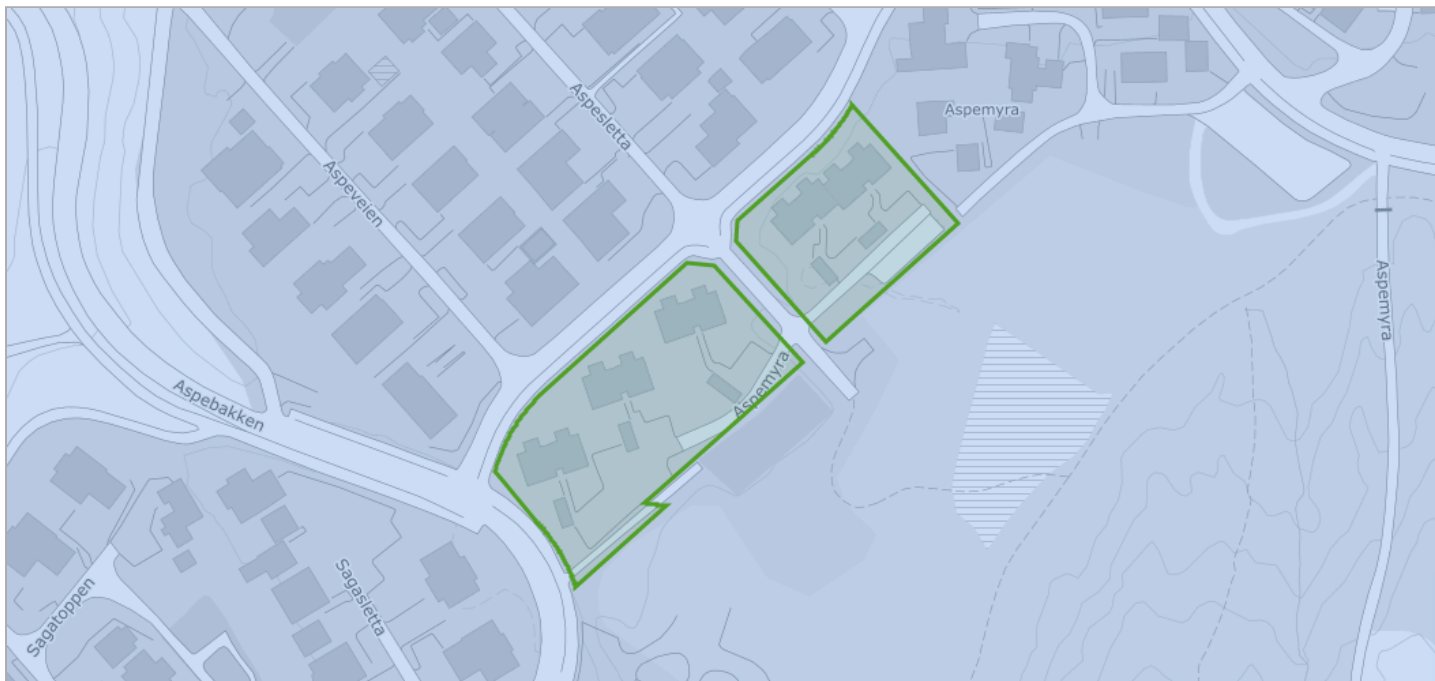 Aspesletta
Aspemyra
Aspeveien
Aspemyra
Aspemyra
Aspebakken
Sagasletta
Sagatoppen